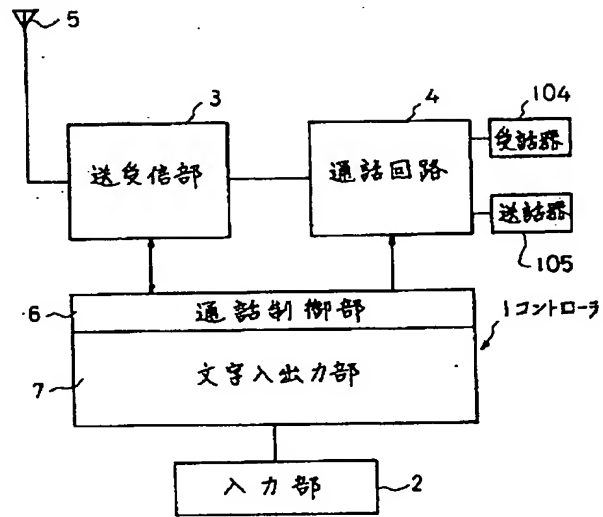 5
3
4
104
送受信部
通話回路
受話器
送話器
105
6
通話制御部
1コントローラ
7
文字入出力部
入力部
2